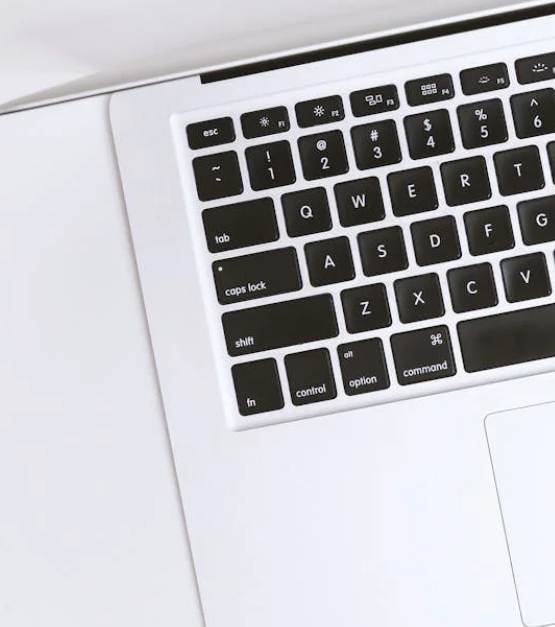 esc F1 F2 F3 F4 F5
~ ` ! 1 @ 2 # 3 $ 4 % 5 ^ 6
tab Q W E R T
caps lock A S D F G
shift Z X C V
fn control alt option ⌘ command